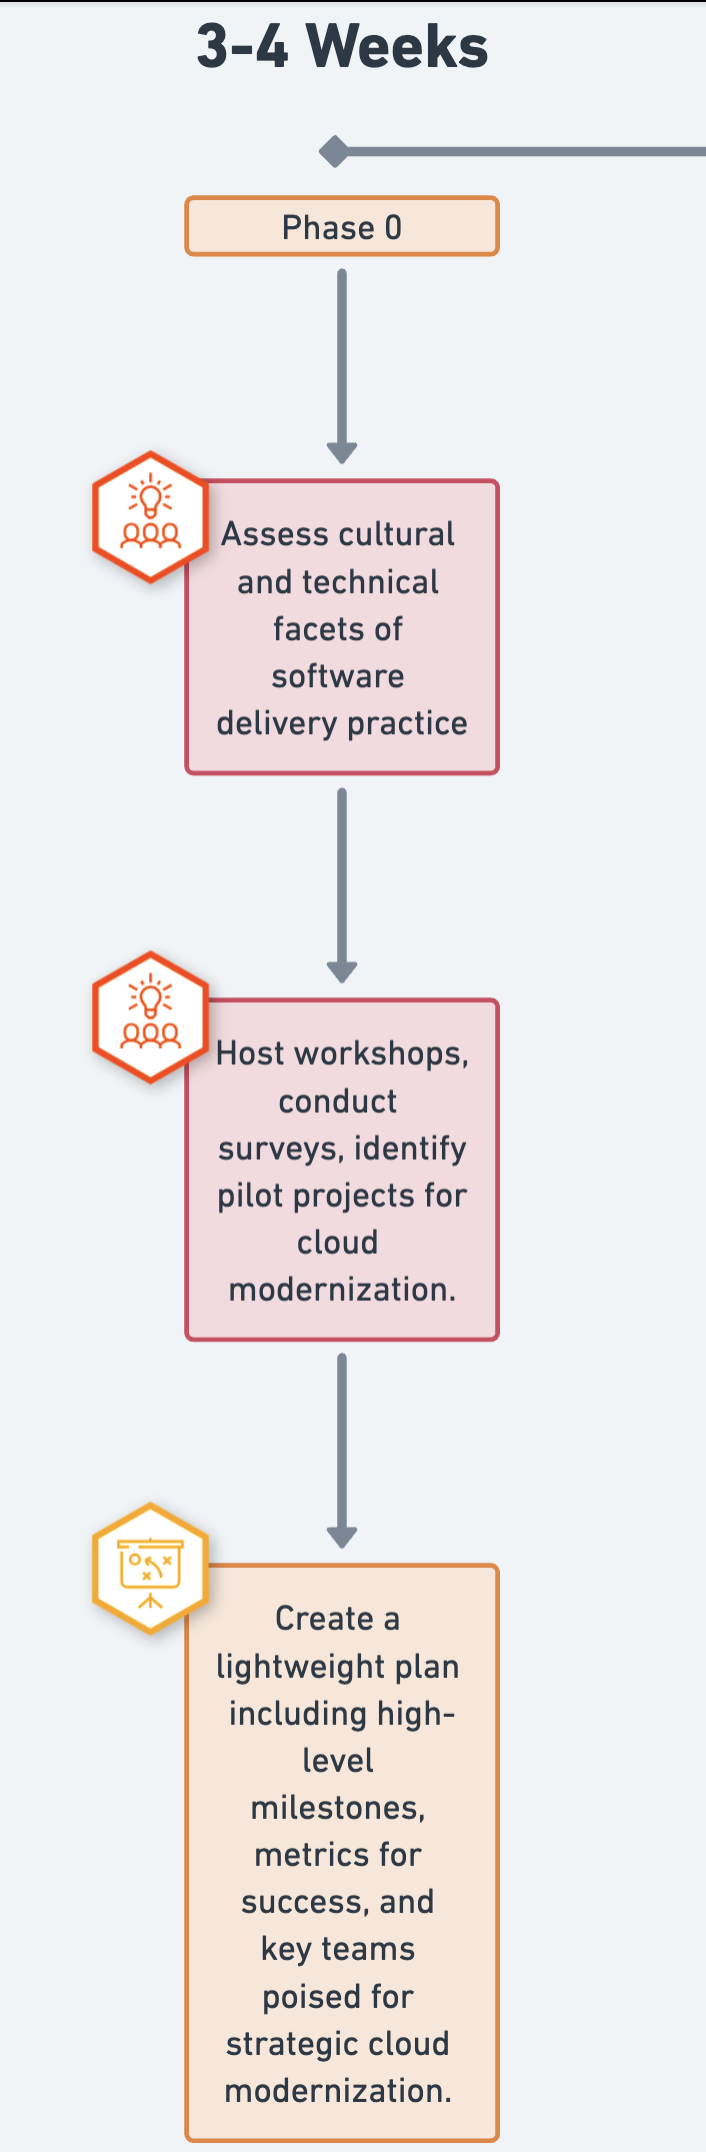 3-4 Weeks
Phase 0
Assess cultural
and technical
facets of
software
delivery practice
Host workshops,
conduct
surveys, identify
pilot projects for
cloud
modernization.
Create a
lightweight plan
including high-
level
milestones,
metrics for
success, and
key teams
poised for
strategic cloud
modernization.